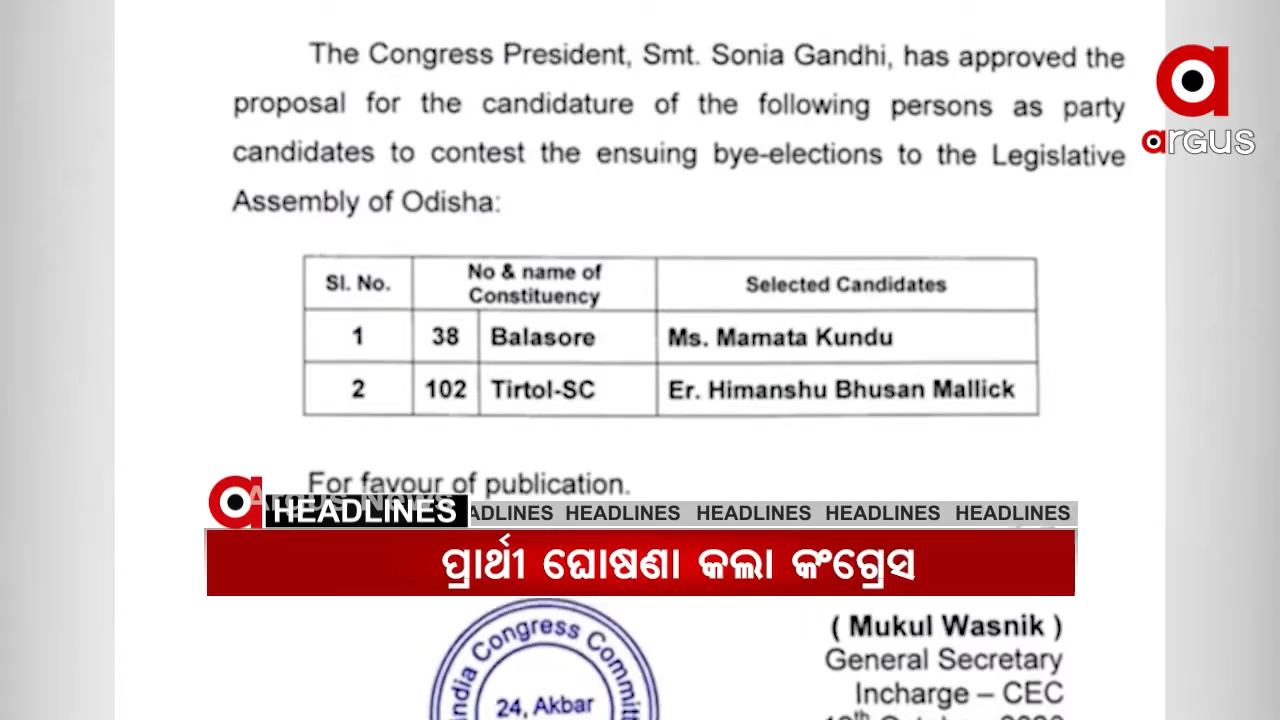 The Congress President, Smt. Sonia Gandhi, has approved the
proposal for the candidature of the following persons as party
candidates to contest the ensuing bye-elections to the Legislative
Assembly of Odisha:
argus
Sl. No. No & name of Constituency Selected Candidates
1 38 Balasore Ms. Mamata Kundu
2 102 Tirtol-SC Er. Himanshu Bhusan Mallick
For favour of publication.
Argus News
HEADLINES HEADLINES HEADLINES HEADLINES HEADLINES
ପ୍ରାର୍ଥୀ ଘୋଷଣା କଲା କଂଗ୍ରେସ
( Mukul Wasnik )
General Secretary
Incharge – CEC
India Congress
24, Akbar